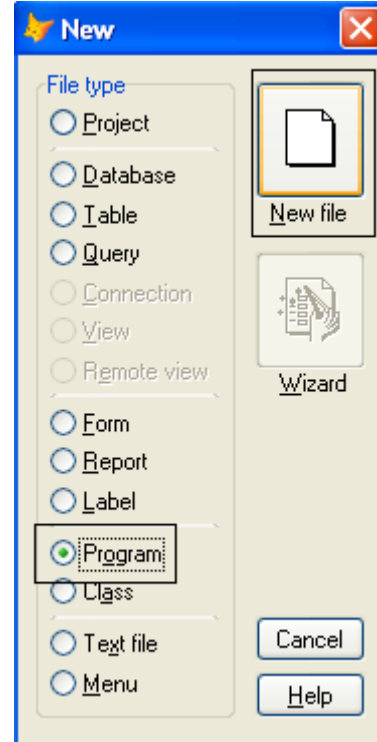 New
File type
Project
Database
Table
Query
Connection
View
Remote view
Form
Report
Label
Program
Class
Text file
Menu
New file
Wizard
Cancel
Help